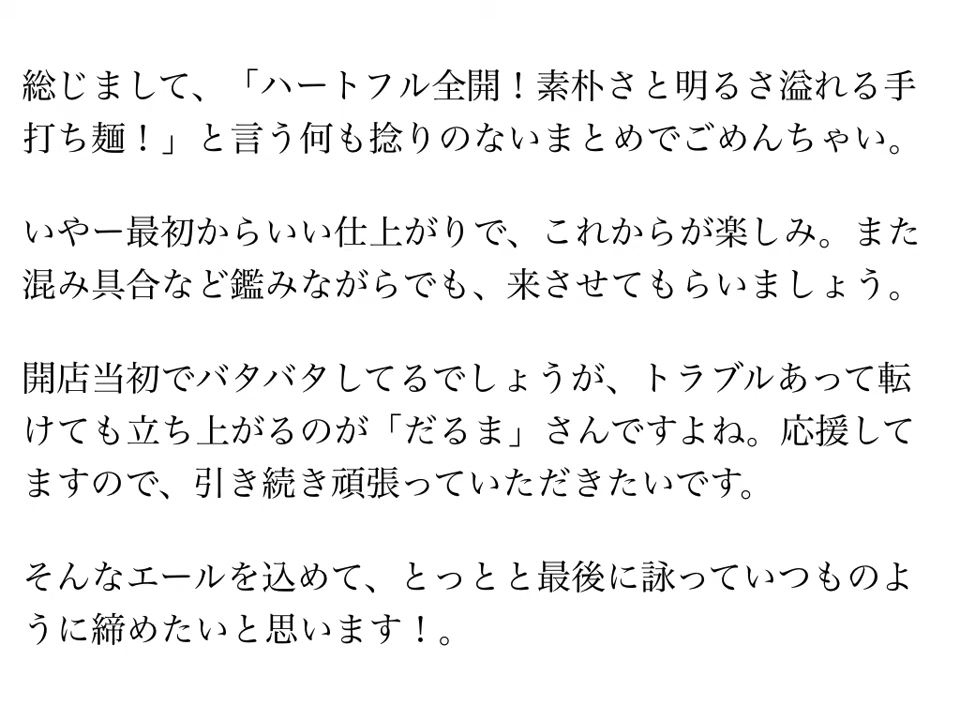 総じまして、「ハートフル全開！素朴さと明るさ溢れる手
打ち麺！」と言う何も捻りのないまとめでごめんちゃい。
いやー最初からいい仕上がりで、これからが楽しみ。また
混み具合など鑑みながらでも、来させてもらいましょう。
開店当初でバタバタしてるでしょうが、トラブルあって転
けても立ち上がるのが「だるま」さんですよね。応援して
ますので、引き続き頑張っていただきたいです。
そんなエールを込めて、とっとと最後に詠っていつものよ
うに締めたいと思います！。